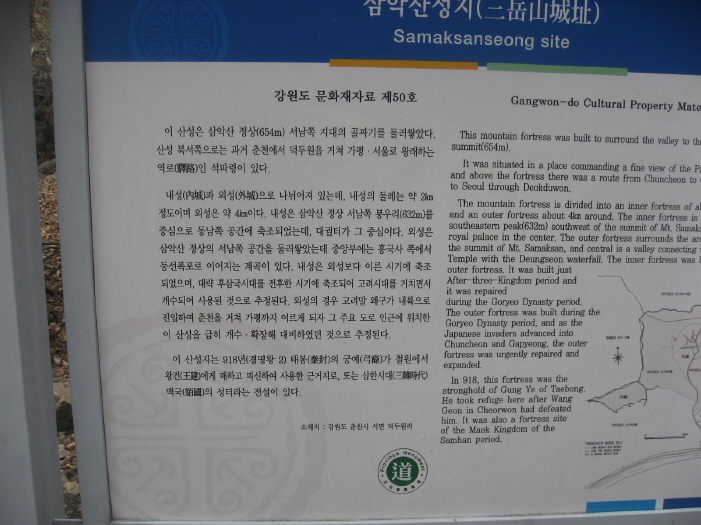 삼악산성지(三岳山城址)
Samaksanseong site
강원도 문화재자료 제50호
이 산성은 삼악산 정상(654m) 서남쪽 지대의 골짜기를 둘러쌓았다.
산성 북서쪽으로는 과거 춘천에서 덕두원을 거쳐 가평·서울로 왕래하는
역로(驛路)인 석파령이 있다.
내성(內城)과 외성(外城)으로 나뉘어져 있는데, 내성의 둘레는 약 2km
정도이며 외성은 약 4km이다. 내성은 삼악산 정상 서남쪽 봉우리(632m)를
중심으로 동남쪽 공간에 축조되었는데, 대궐터가 그 중심이다. 외성은
삼악산 정상의 서남쪽 공간을 둘러쌓았는데 중앙부에는 흥국사 쪽에서
등선폭포로 이어지는 계곡이 있다. 내성은 외성보다 이른 시기에 축조
되었으며, 대략 후삼국시대를 전후한 시기에 축조되어 고려시대를 거치면서
개수되어 사용된 것으로 추정된다. 외성의 경우 고려말 왜구가 내륙으로
진입하여 춘천을 거쳐 가평까지 이르게 되자 그 주요 도로 인근에 위치한
이 산성을 급히 개수·확장해 대비하였던 것으로 추정된다.
이 산성지는 918년(경명왕 2) 태봉(泰封)의 궁예(弓裔)가 철원에서
왕건(王建)에게 패하고 피신하여 사용한 근거지로, 또는 삼한시대(三韓時代)
맥국(貊國)의 성터라는 전설이 있다.
소재지 : 강원도 춘천시 서면 덕두원리
Province monument
道
Gangwon-do Cultural Property Mate
This mountain fortress was built to surround the valley to the
summit(654m).
It was situated in a place commanding a fine view of the
and above the fortress there was a route from Chuncheon to
to Seoul through Deokduwon.
The mountain fortress is divided into an inner fortress of
and an outer fortress about 4km around. The inner fortress is
southeastern peak(632m) southwest of the summit of Mt, Samaks
royal palace in the center. The outer fortress surrounds the
the summit of Mt, Samaksan, and central is a valley connecting
Temple with the Deungseon waterfall. The inner fortress was
outer fortress. It was built just
After-three-Kingdom period and
it was repaired
during the Goryeo Dynasty period.
The outer fortress was built during the
Goryeo Dynasty period, and as the
Japanese invaders advanced into
Chuncheon and Gapyeong, the outer
fortress was urgently repaired and
expanded.
In 918, this fortress was the
stronghold of Gung Ye of Taebong.
He took refuge here after Wang
Geon in Cheorwon had defeated
him. It was also a fortress site
of the Maek Kingdom of the
Samhan period.